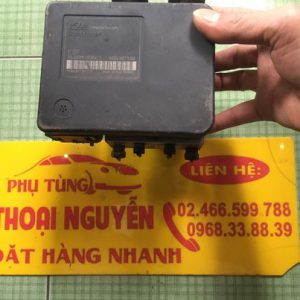 PHỤ TÙNG
THOẠI NGUYỄN
ĐẶT HÀNG NHANH
LIÊN HỆ:
02.466.599.788
0968.33.88.39